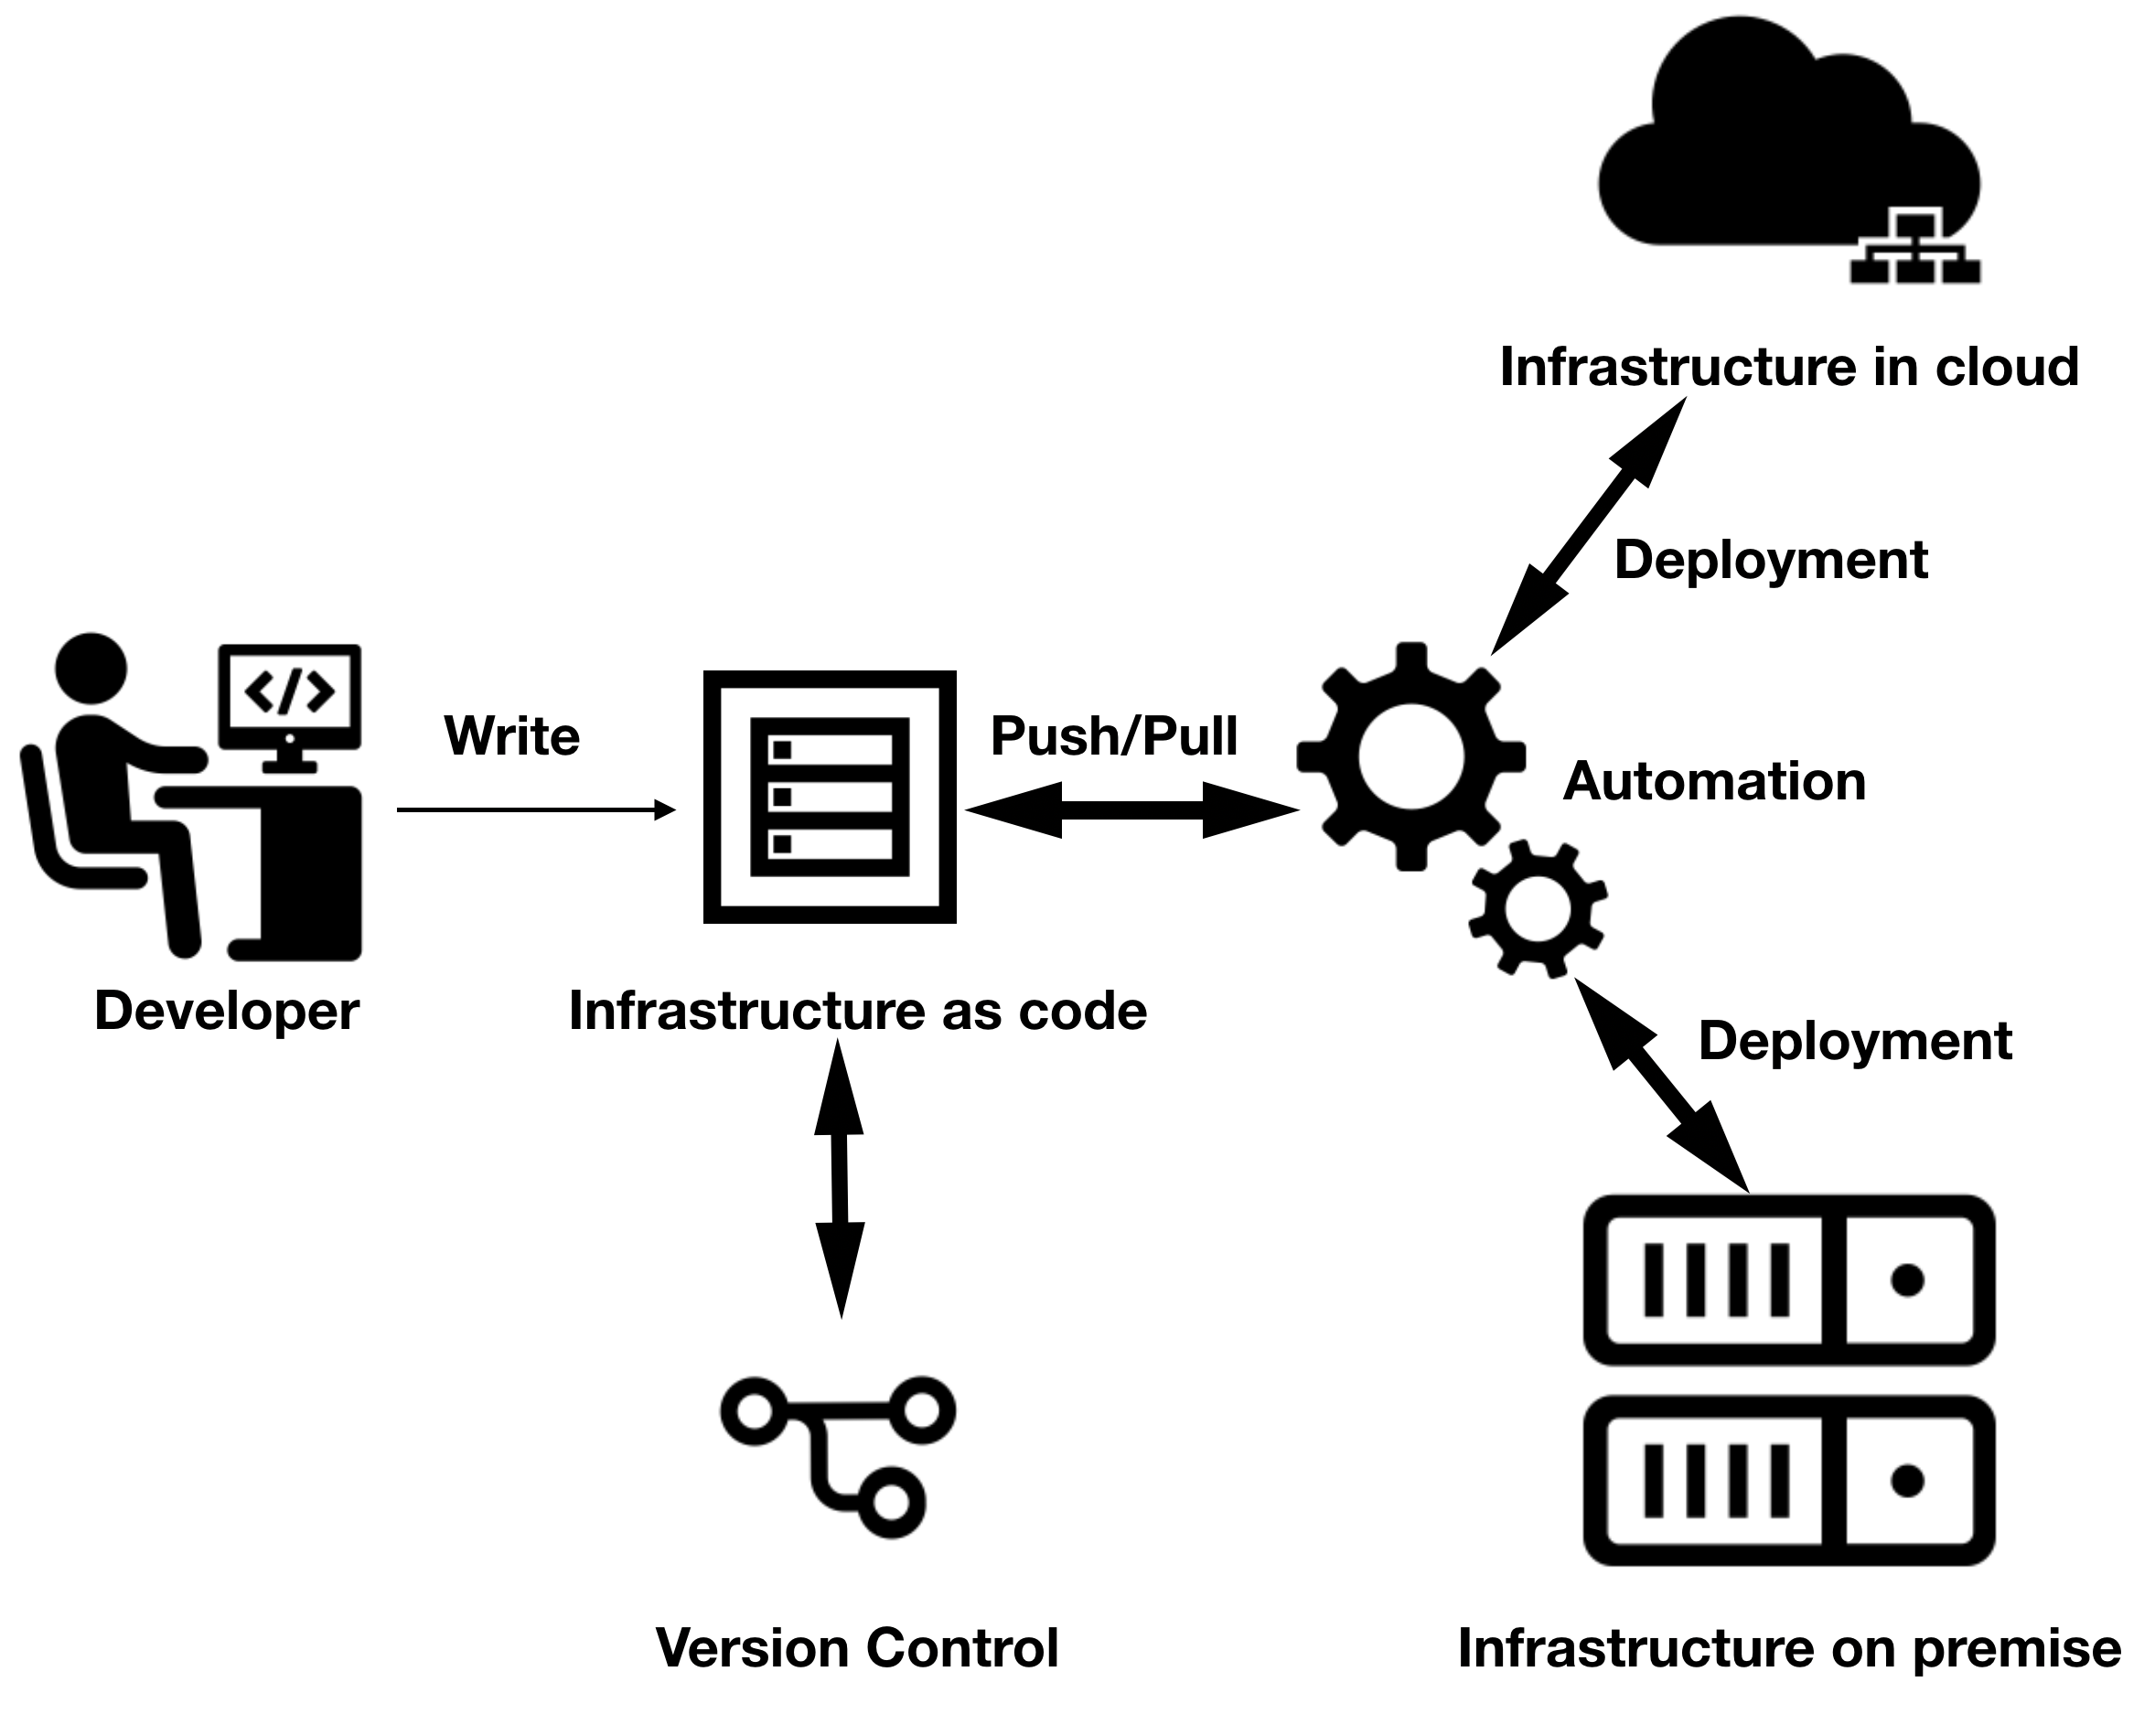 Infrastructure in cloud
Deployment
</>
Write
Push/Pull
Automation
Developer
Infrastructure as code
Deployment
Version Control
Infrastructure on premise